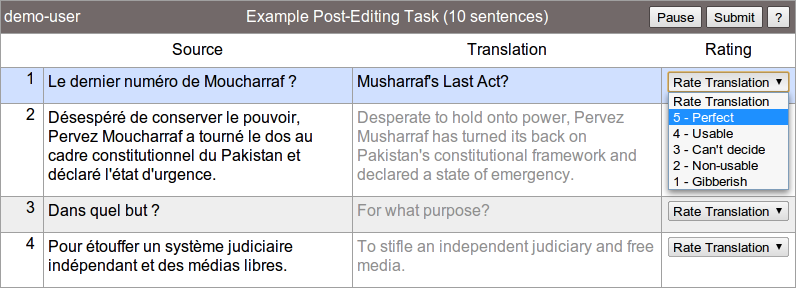 demo-user Example Post-Editing Task (10 sentences) Pause Submit ?
Source Translation Rating
1 Le dernier numéro de Moucharraf ? Musharraf's Last Act? Rate Translation
Rate Translation
5 - Perfect
4 - Usable
3 - Can't decide
2 - Non-usable
1 - Gibberish
2 Désespéré de conserver le pouvoir, Desperate to hold onto power, Pervez
Pervez Moucharraf a tourné le dos au Musharraf has turned its back on
cadre constitutionnel du Pakistan et Pakistan's constitutional framework and
déclaré l'état d'urgence. declared a state of emergency.
3 Dans quel but ? For what purpose? Rate Translation
4 Pour étouffer un système judiciaire To stifle an independent judiciary and free Rate Translation
indépendant et des médias libres. media.